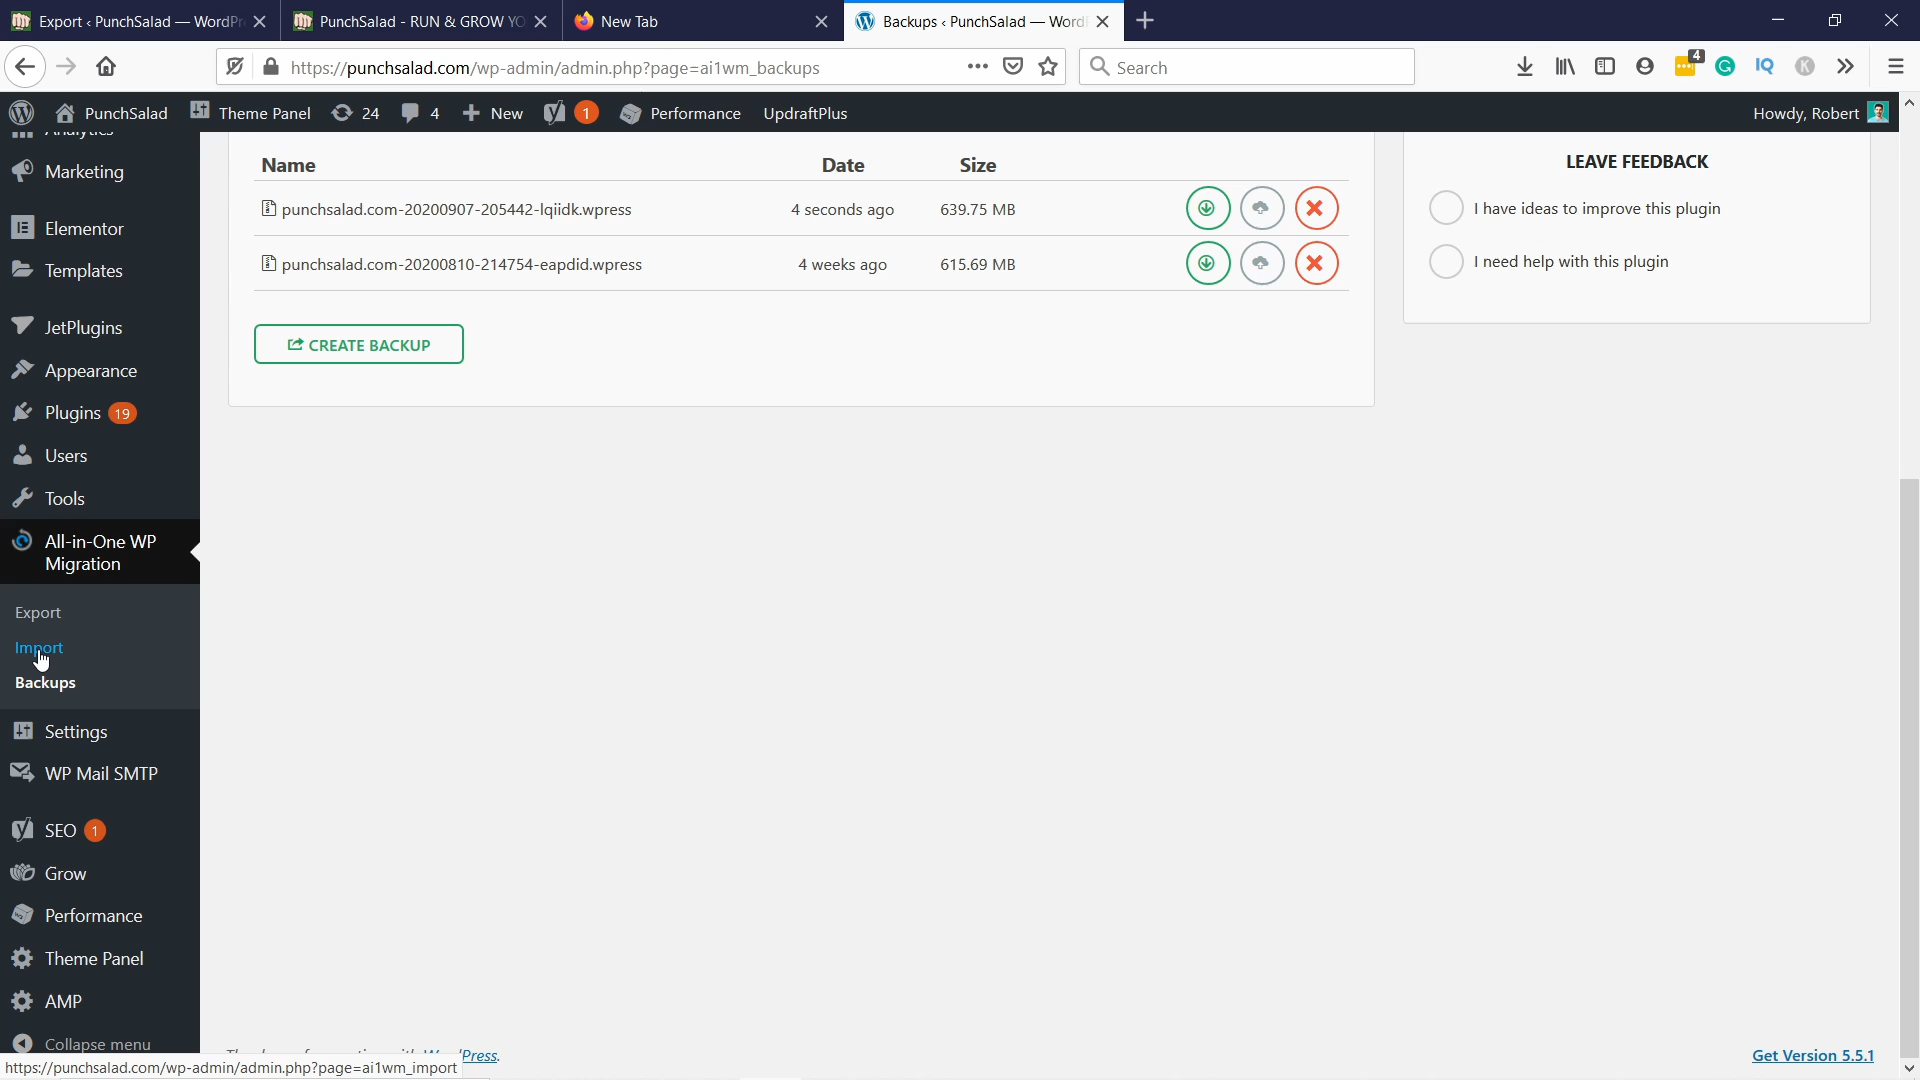 Export ‹ PunchSalad — WordPr
PunchSalad - RUN & GROW YO
New Tab
Backups ‹ PunchSalad — Word
https://punchsalad.com/wp-admin/admin.php?page=ai1wm_backups
Search
4
PunchSalad
Theme Panel
24
4
New
1
Performance
UpdraftPlus
Howdy, Robert
Analytics
Marketing
Elementor
Templates
JetPlugins
Appearance
Plugins 19
Users
Tools
All-in-One WP
Migration
Export
Import
Backups
Settings
WP Mail SMTP
SEO 1
Grow
Performance
Theme Panel
AMP
Collapse menu
Name Date Size
punchsalad.com-20200907-205442-lqiidk.wpress 4 seconds ago 639.75 MB
punchsalad.com-20200810-214754-eapdid.wpress 4 weeks ago 615.69 MB
CREATE BACKUP
LEAVE FEEDBACK
I have ideas to improve this plugin
I need help with this plugin
Press.
Get Version 5.5.1
https://punchsalad.com/wp-admin/admin.php?page=ai1wm_import